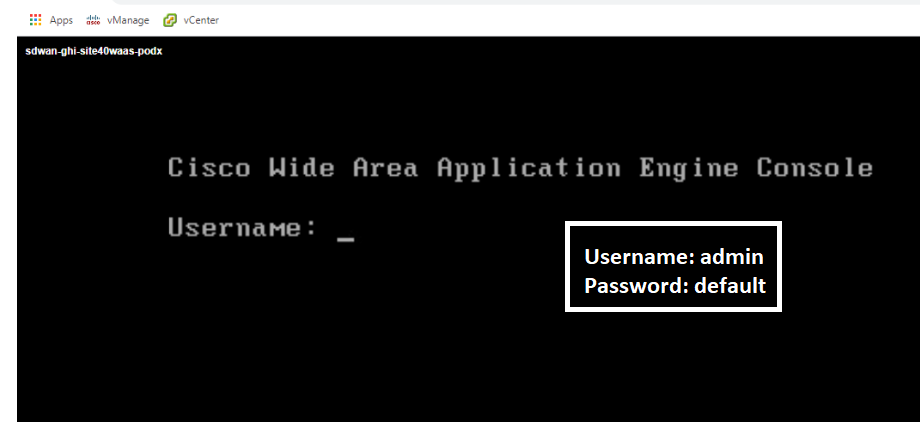 Apps vManage vCenter
sdwan-ghi-site40waas-podx
Cisco Wide Area Application Engine Console
Username: _
Username: admin
Password: default